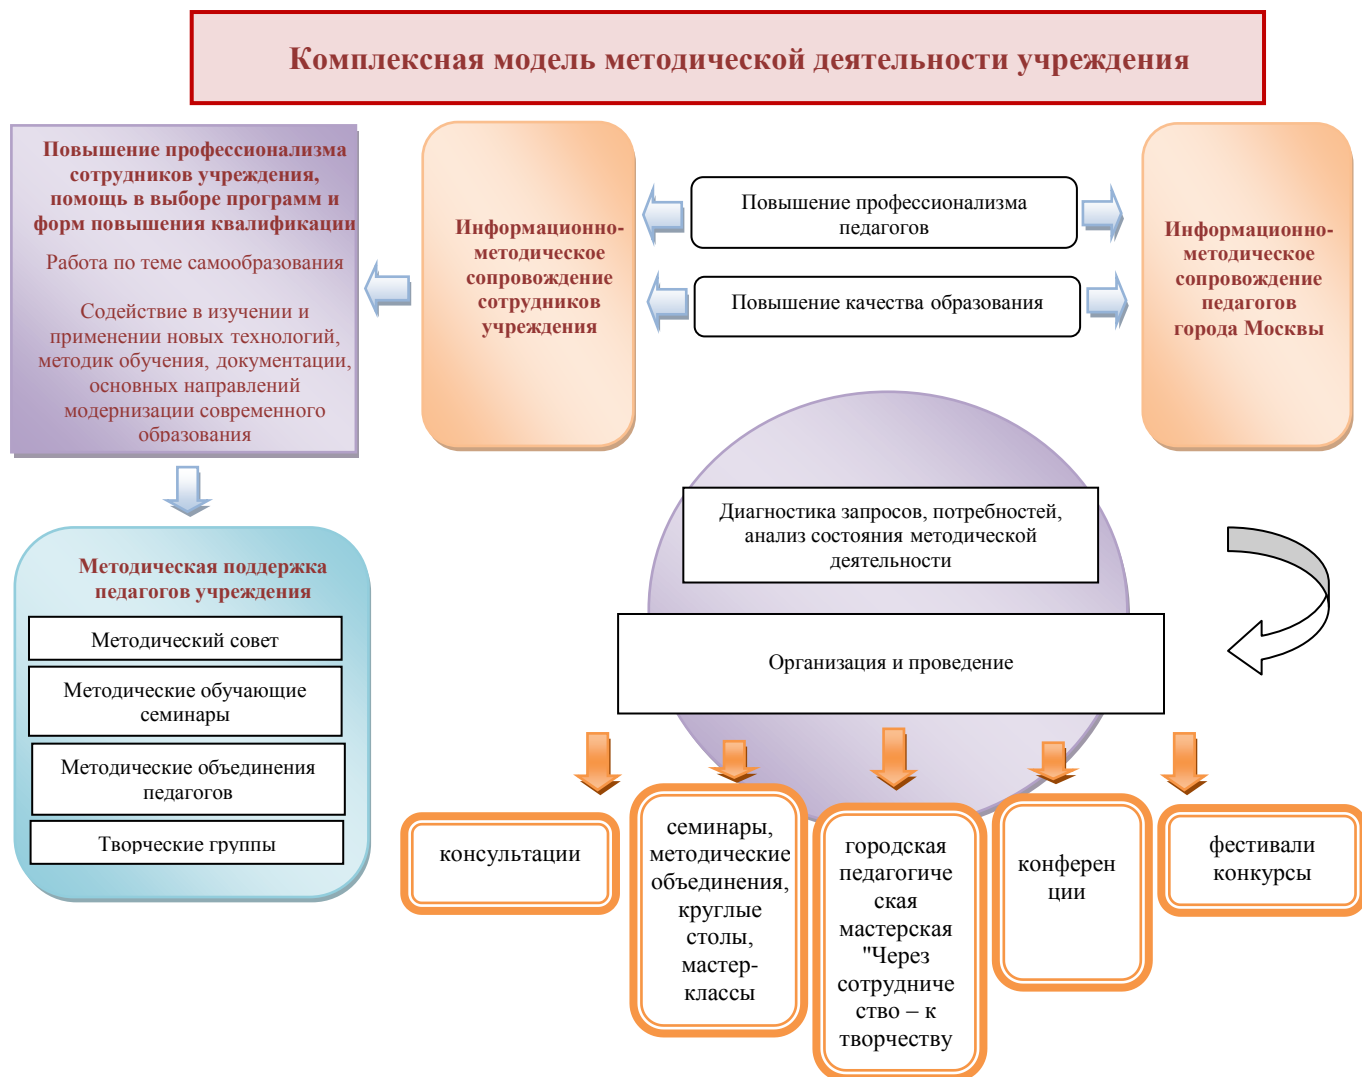 Комплексная модель методической деятельности учреждения
Повышение профессионализма
сотрудников учреждения,
помощь в выборе программ и
форм повышения квалификации
Работа по теме самообразования
Содействие в изучении и
применении новых технологий,
методик обучения, документации,
основных направлений
модернизации современного
образования
Информационно-
методическое
сопровождение
сотрудников
учреждения
Повышение профессионализма
педагогов
Повышение качества образования
Информационно-
методическое
сопровождение
педагогов
города Москвы
Методическая поддержка
педагогов учреждения
Методический совет
Методические обучающие
семинары
Методические объединения
педагогов
Творческие группы
Диагностика запросов, потребностей,
анализ состояния методической
деятельности
Организация и проведение
консультации
семинары,
методические
объединения,
круглые
столы,
мастер-
классы
городская
педагогиче
ская
мастерская
"Через
сотрудниче
ство – к
творчеству
конферен
ции
фестивали
конкурсы